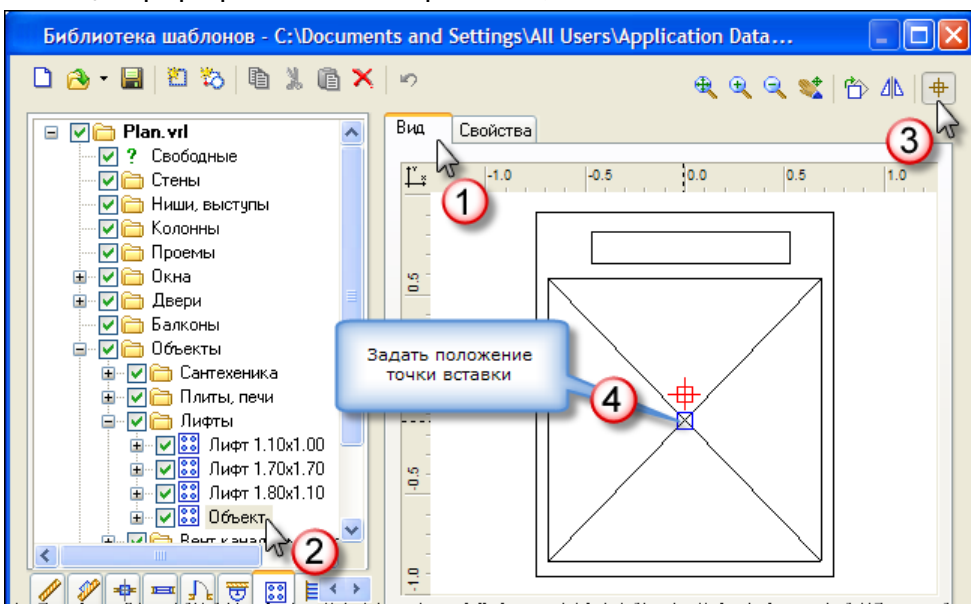 Библиотека шаблонов - C:\Documents and Settings\All Users\Application Data...
3
Plan.vrl
? Свободные
Стены
Ниши, выступы
Колонны
Проемы
Окна
Двери
Балконы
Объекты
Сантехеника
Плиты, печи
Лифты
Лифт 1.10x1.00
Лифт 1.70x1.70
Лифт 1.80x1.10
Объект
2
Вид
Свойства
1
Y
x
-1.0
-0.5
0.0
0.5
1.0
0.5
-0.5
-1.0
Задать положение
точки вставки
4